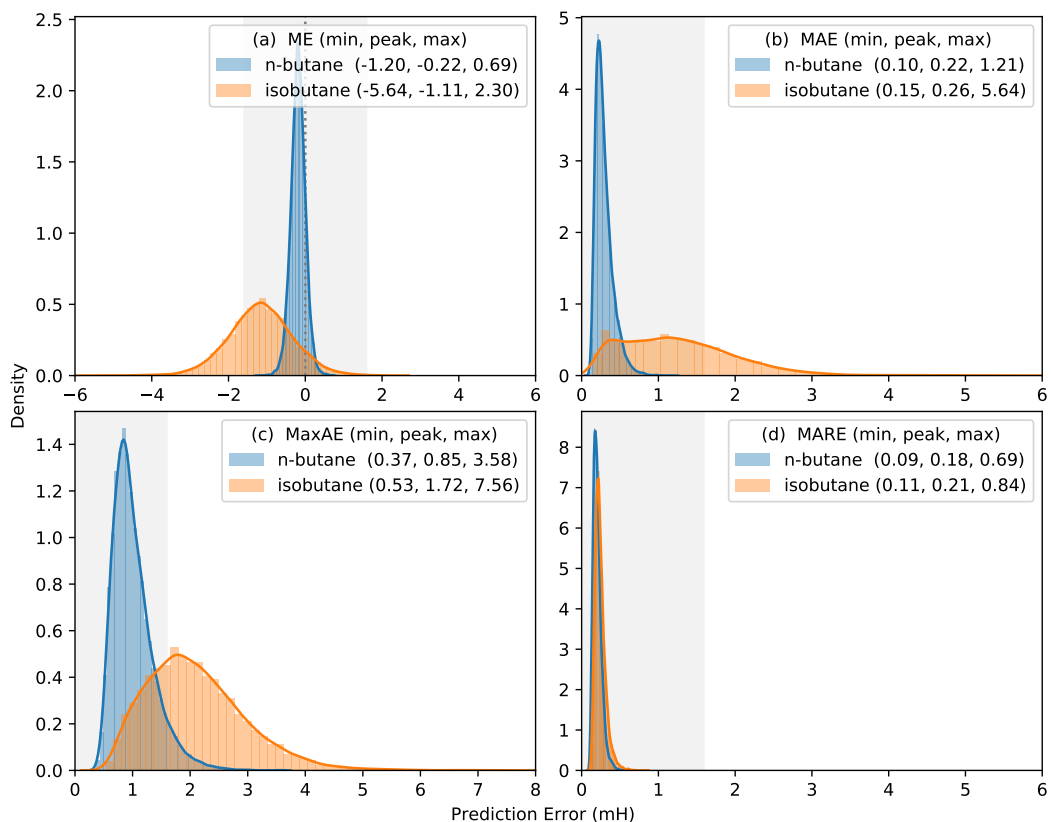 (a) ME (min, peak, max)
n-butane (-1.20, -0.22, 0.69)
isobutane (-5.64, -1.11, 2.30)
2.5
2.0
1.5
1.0
0.5
0.0
−6 −4 −2 0 2 4 6
(b) MAE (min, peak, max)
n-butane (0.10, 0.22, 1.21)
isobutane (0.15, 0.26, 5.64)
5
4
3
2
1
0
0 1 2 3 4 5 6
Density
(c) MaxAE (min, peak, max)
n-butane (0.37, 0.85, 3.58)
isobutane (0.53, 1.72, 7.56)
1.4
1.2
1.0
0.8
0.6
0.4
0.2
0.0
0 1 2 3 4 5 6 7 8
(d) MARE (min, peak, max)
n-butane (0.09, 0.18, 0.69)
isobutane (0.11, 0.21, 0.84)
8
7
6
5
4
3
2
1
0
0 1 2 3 4 5 6
Prediction Error (mH)